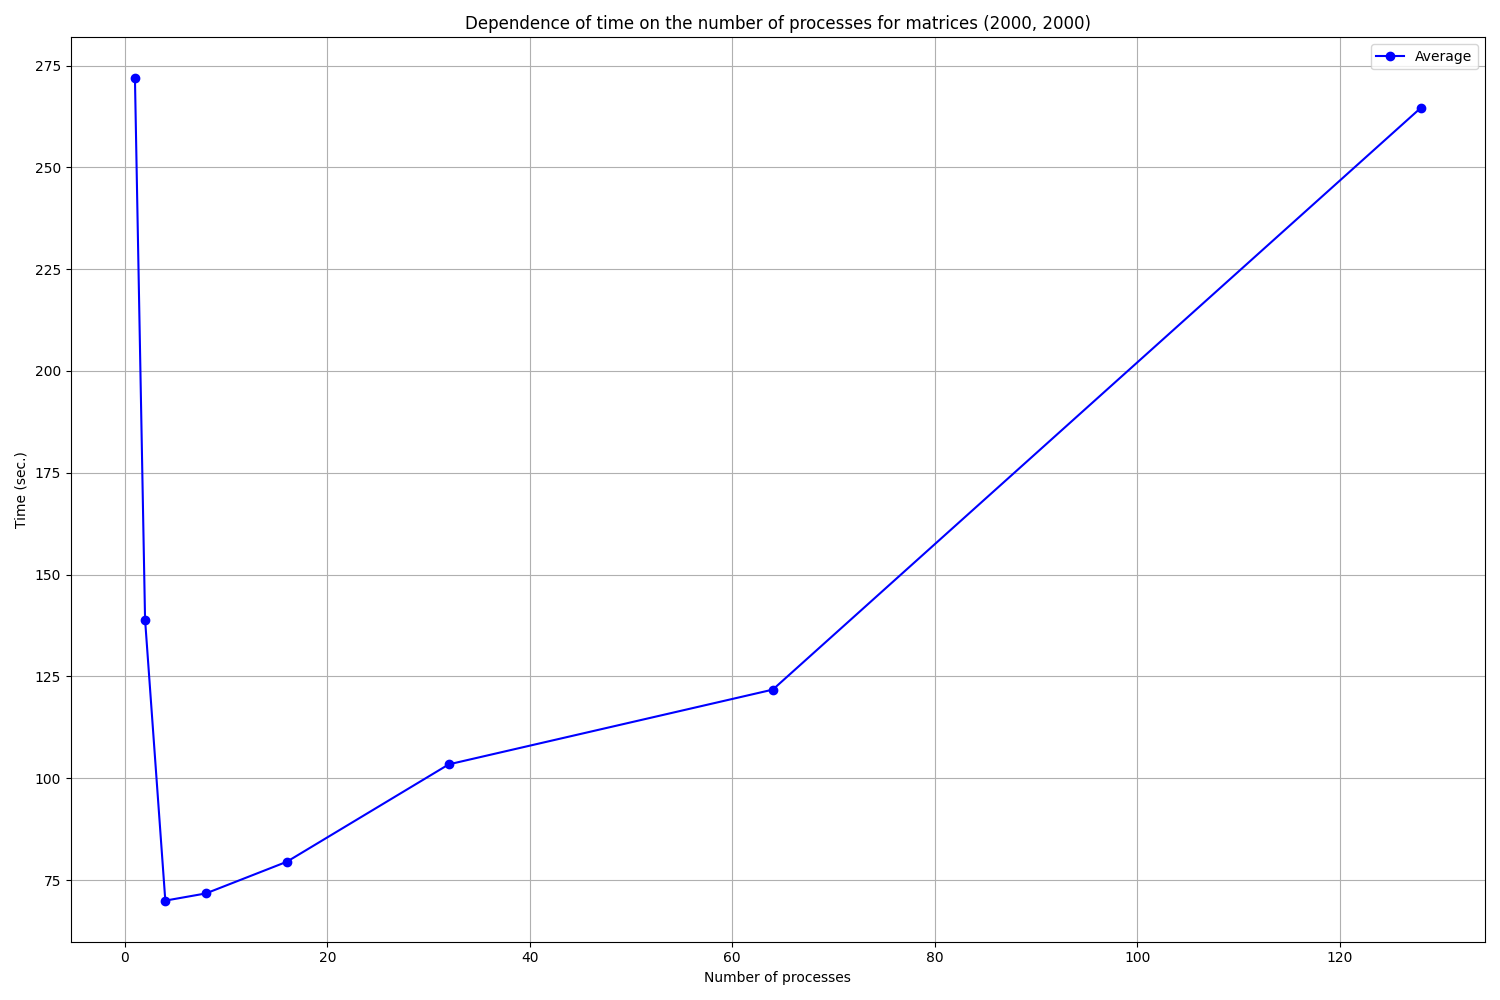 Dependence of time on the number of processes for matrices (2000, 2000)
Average
275
250
225
200
175
150
125
100
75
Time (sec.)
0 20 40 60 80 100 120
Number of processes